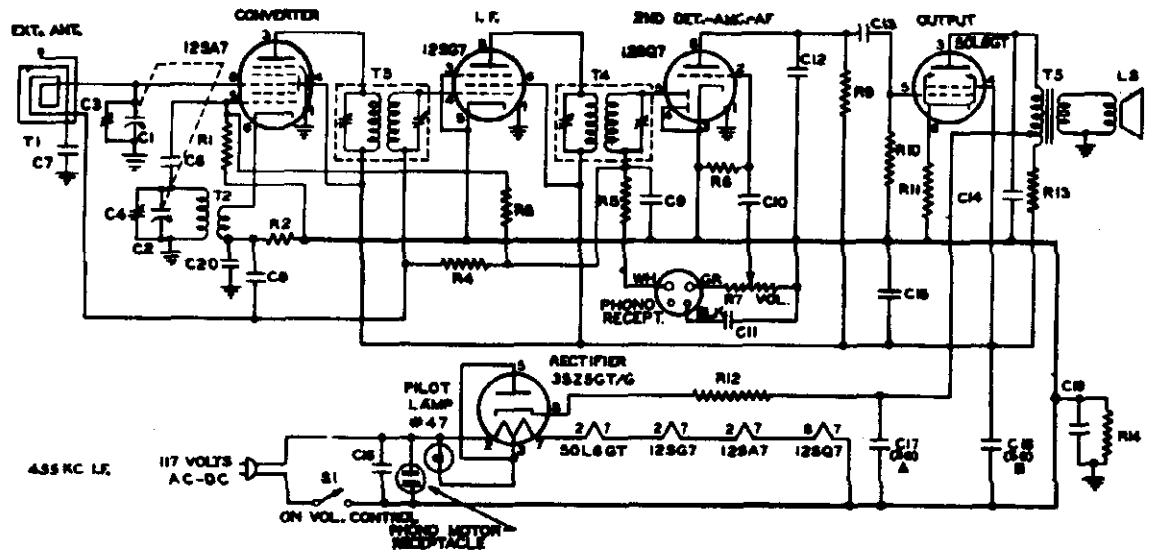 CONVERTER
I.F.
2ND DET.-AMC.-AF
OUTPUT
EXT. ANT.
12SA7
12SG7
12SQ7
50L6GT
C13
T3
T4
T5
LS
C12
C3
C1
R1
R9
T1
C7
C6
R10
R11
C14
R13
R6
R5
C9
C10
T2
C4
R2
C2
R4
C20
C8
WH
GR
R7
VOL.
PHONO
RECEPT.
C11
C15
RECTIFIER
35Z5GT/G
R12
PILOT
LAMP
#47
C19
R14
50L6GT
12SG7
12SA7
12SQ7
C17
C18
455 KC I.F.
117 VOLTS
AC-DC
C16
S1
ON VOL. CONTROL
PHONO MOTOR
RECEPTACLE